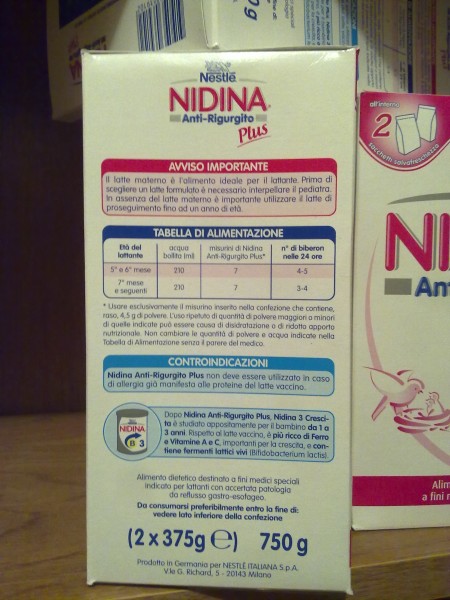 Nestlé
NIDINA
Anti-Rigurgito
Plus
AVVISO IMPORTANTE
Il latte materno è l'alimento ideale per il lattante. Prima di
scegliere un latte formulato è necessario interpellare il pediatra.
In assenza del latte materno è importante utilizzare il latte di
proseguimento fino ad un anno di età.
TABELLA DI ALIMENTAZIONE
Età del lattante acqua bollita (ml) misurini di Nidina Anti-Rigurgito Plus* n° di biberon nelle 24 ore
5° e 6° mese 210 7 4-5
7° mese e seguenti 210 7 3-4
* Usare esclusivamente il misurino inserito nella confezione che contiene,
raso, 4,5 g di polvere. L'uso ripetuto di quantità di polvere maggiori o minori
di quelle indicate può essere causa di disidratazione o di ridotto apporto
nutrizionale. Non cambiare le quantità di polvere e acqua indicate nella
Tabella di Alimentazione senza il parere del medico.
CONTROINDICAZIONI
Nidina Anti-Rigurgito Plus non deve essere utilizzato in caso
di allergia già manifesta alle proteine del latte vaccino.
Dopo Nidina Anti-Rigurgito Plus, Nidina 3 Cresci-
ta è studiato appositamente per il bambino da 1 a
3 anni. Rispetto al latte vaccino, è più ricco di Ferro
e Vitamine A e C, importanti per la crescita, e con-
tiene fermenti lattici vivi (Bifidobacterium lactis).
NIDINA
3
Alimento dietetico destinato a fini medici speciali
indicato per lattanti con accertata patologia
da reflusso gastro-esofageo.
Da consumarsi preferibilmente entro la fine di:
vedere lato inferiore della confezione
(2 x 375g ℮) 750 g
Prodotto in Germania per NESTLÉ ITALIANA S.p.A.
V.le G. Richard, 5 - 20143 Milano
all'interno
2
sacchetti salvafreschezza
NI
Ant
Alim
a fini m